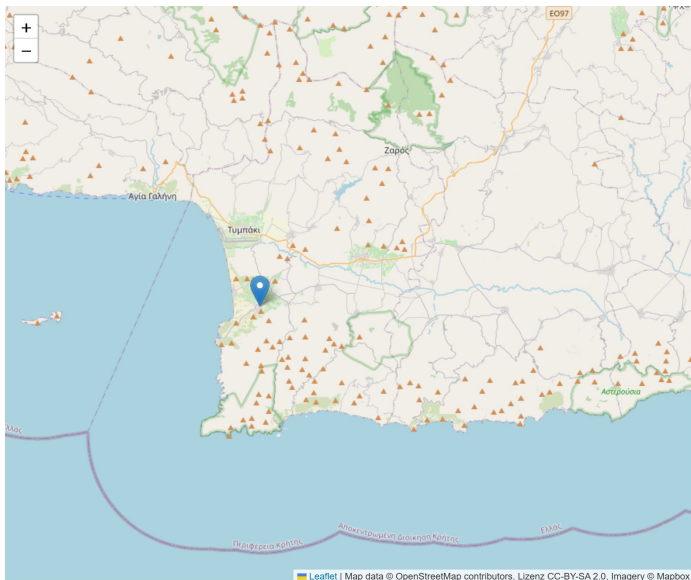 +
−
EO97
Ζαρός
Αγία Γαλήνη
Τυμπάκι
Αστερούσια
λλάς
Περιφέρεια Κρήτης
Αποκεντρωμένη Διοίκηση Κρήτης
Ελλάς
Leaflet | Map data © OpenStreetMap contributors, Lizenz CC-BY-SA 2.0, Imagery © Mapbox